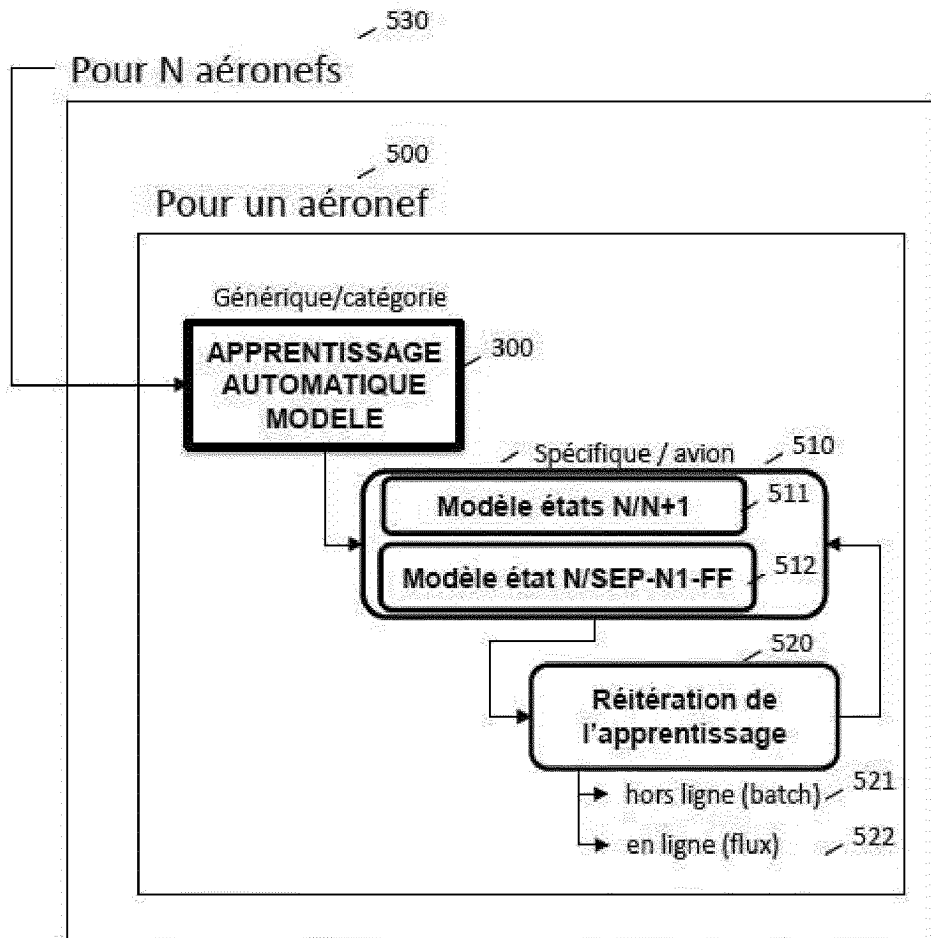 530
Pour N aéronefs
500
Pour un aéronef
Générique/catégorie
APPRENTISSAGE
AUTOMATIQUE
MODELE
300
Spécifique / avion
510
Modèle états N/N+1
511
Modèle état N/SEP-N1-FF
512
520
Réitération de
l'apprentissage
hors ligne (batch)
521
en ligne (flux)
522